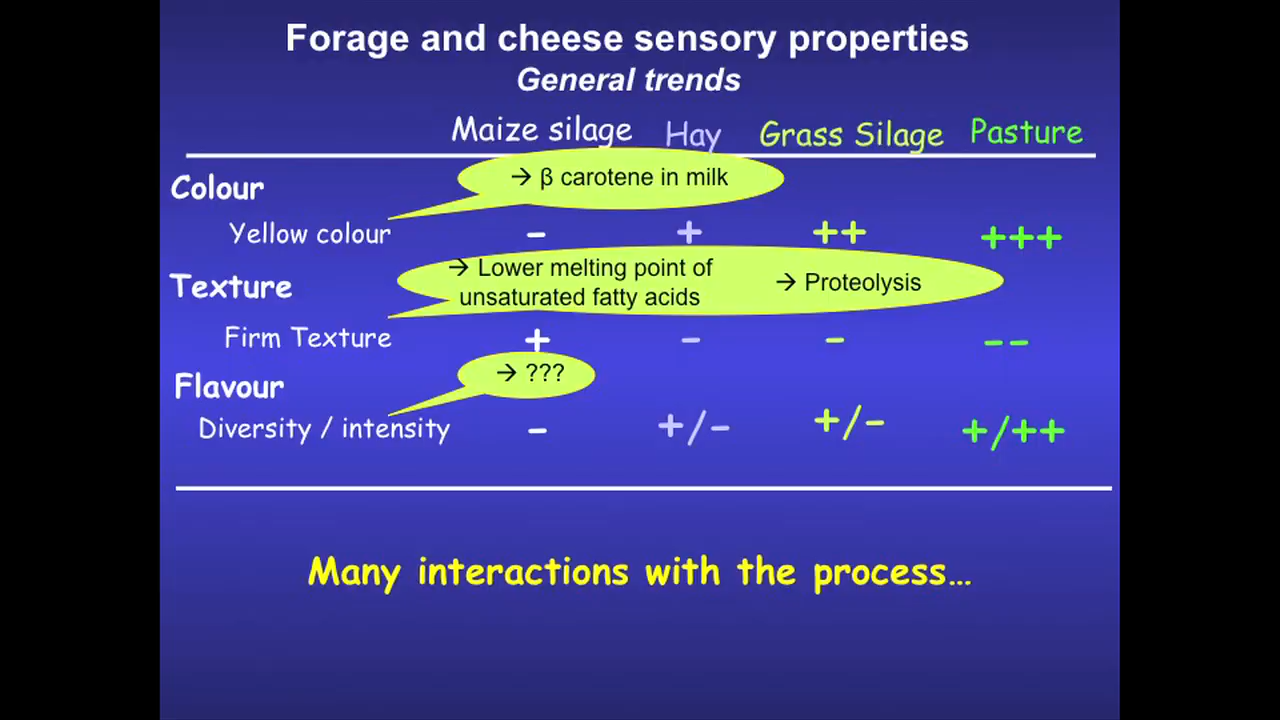 Forage and cheese sensory properties
General trends
Maize silage Hay Grass Silage Pasture
Colour
→ β carotene in milk
Yellow colour - + ++ +++
Texture
→ Lower melting point of
unsaturated fatty acids
→ Proteolysis
Firm Texture + - - --
Flavour
→ ???
Diversity / intensity - +/- +/- +/++
Many interactions with the process…